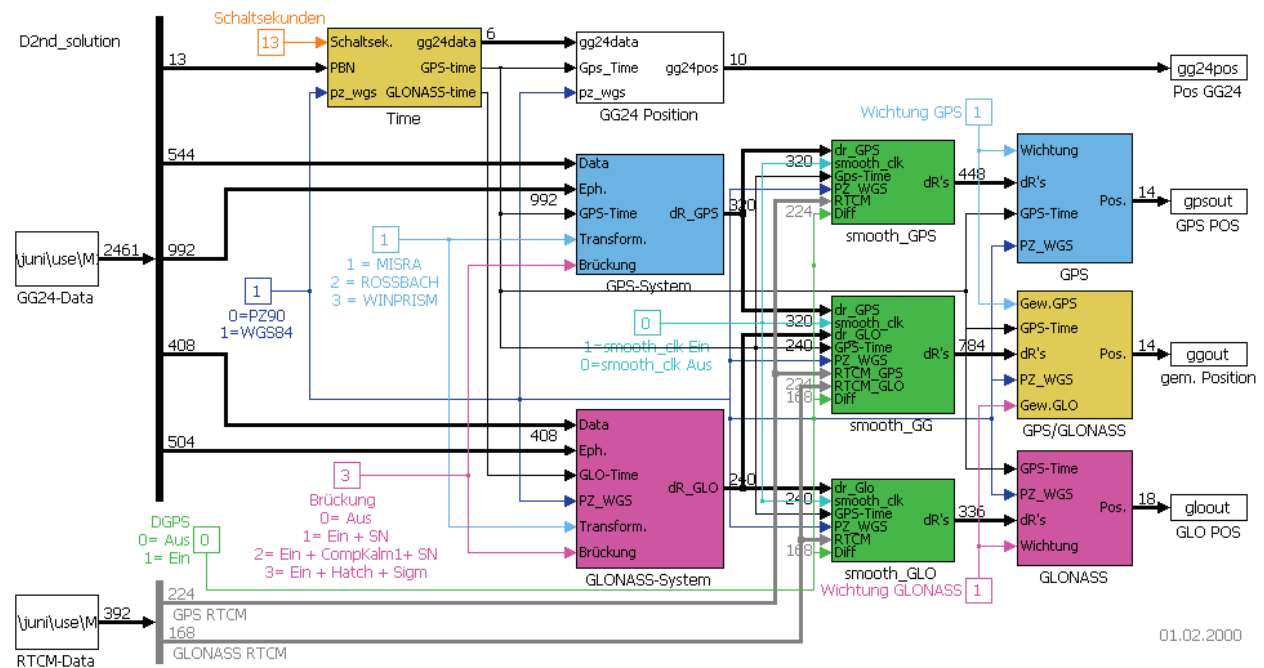 D2nd_solution
Schaltsekunden
13
13
Schaltsek.
gg24data
PBN
GPS-time
pz_wgs
GLONASS-time
Time
6
gg24data
Gps_Time
gg24pos
pz_wgs
GG24 Position
10
gg24pos
Pos GG24
544
992
992
Data
Eph.
GPS-Time
dR_GPS
Transform.
Brückung
GPS-System
320
\juni\use\M:
2461
GG24-Data
1
0=PZ90
1=WGS84
1
1 = MISRA
2 = ROSSBACH
3 = WINPRISM
Wichtung GPS
1
320
224
dr_GPS
smooth_clk
Gps-Time
dR's
PZ_WGS
RTCM
Diff
smooth_GPS
448
Wichtung
dR's
GPS-Time
Pos.
PZ_WGS
GPS
14
gpsout
GPS POS
0
1=smooth_clk Ein
0=smooth_clk Aus
320
240
224
168
dr_GPS
smooth_clk
dr_GLO
GPS-Time
dR's
PZ_WGS
RTCM_GPS
RTCM_GLO
Diff
smooth_GG
784
Gew.GPS
GPS-Time
dR's
Pos.
PZ_WGS
Gew.GLO
GPS/GLONASS
14
ggout
gem. Position
408
504
408
Data
Eph.
GLO-Time
dR_GLO
PZ_WGS
Transform.
Brückung
GLONASS-System
240
3
Brückung
0= Aus
1= Ein + SN
2= Ein + CompKalm1+ SN
3= Ein + Hatch + Sigm
240
168
dr_Glo
smooth_clk
GPS-Time
dR's
PZ_WGS
RTCM
Diff
smooth_GLO
336
GPS-Time
PZ_WGS
Pos.
dR's
Wichtung
GLONASS
18
gloout
GLO POS
Wichtung GLONASS
1
DGPS
0= Aus
1= Ein
0
\juni\use\M
392
RTCM-Data
224
GPS RTCM
168
GLONASS RTCM
01.02.2000